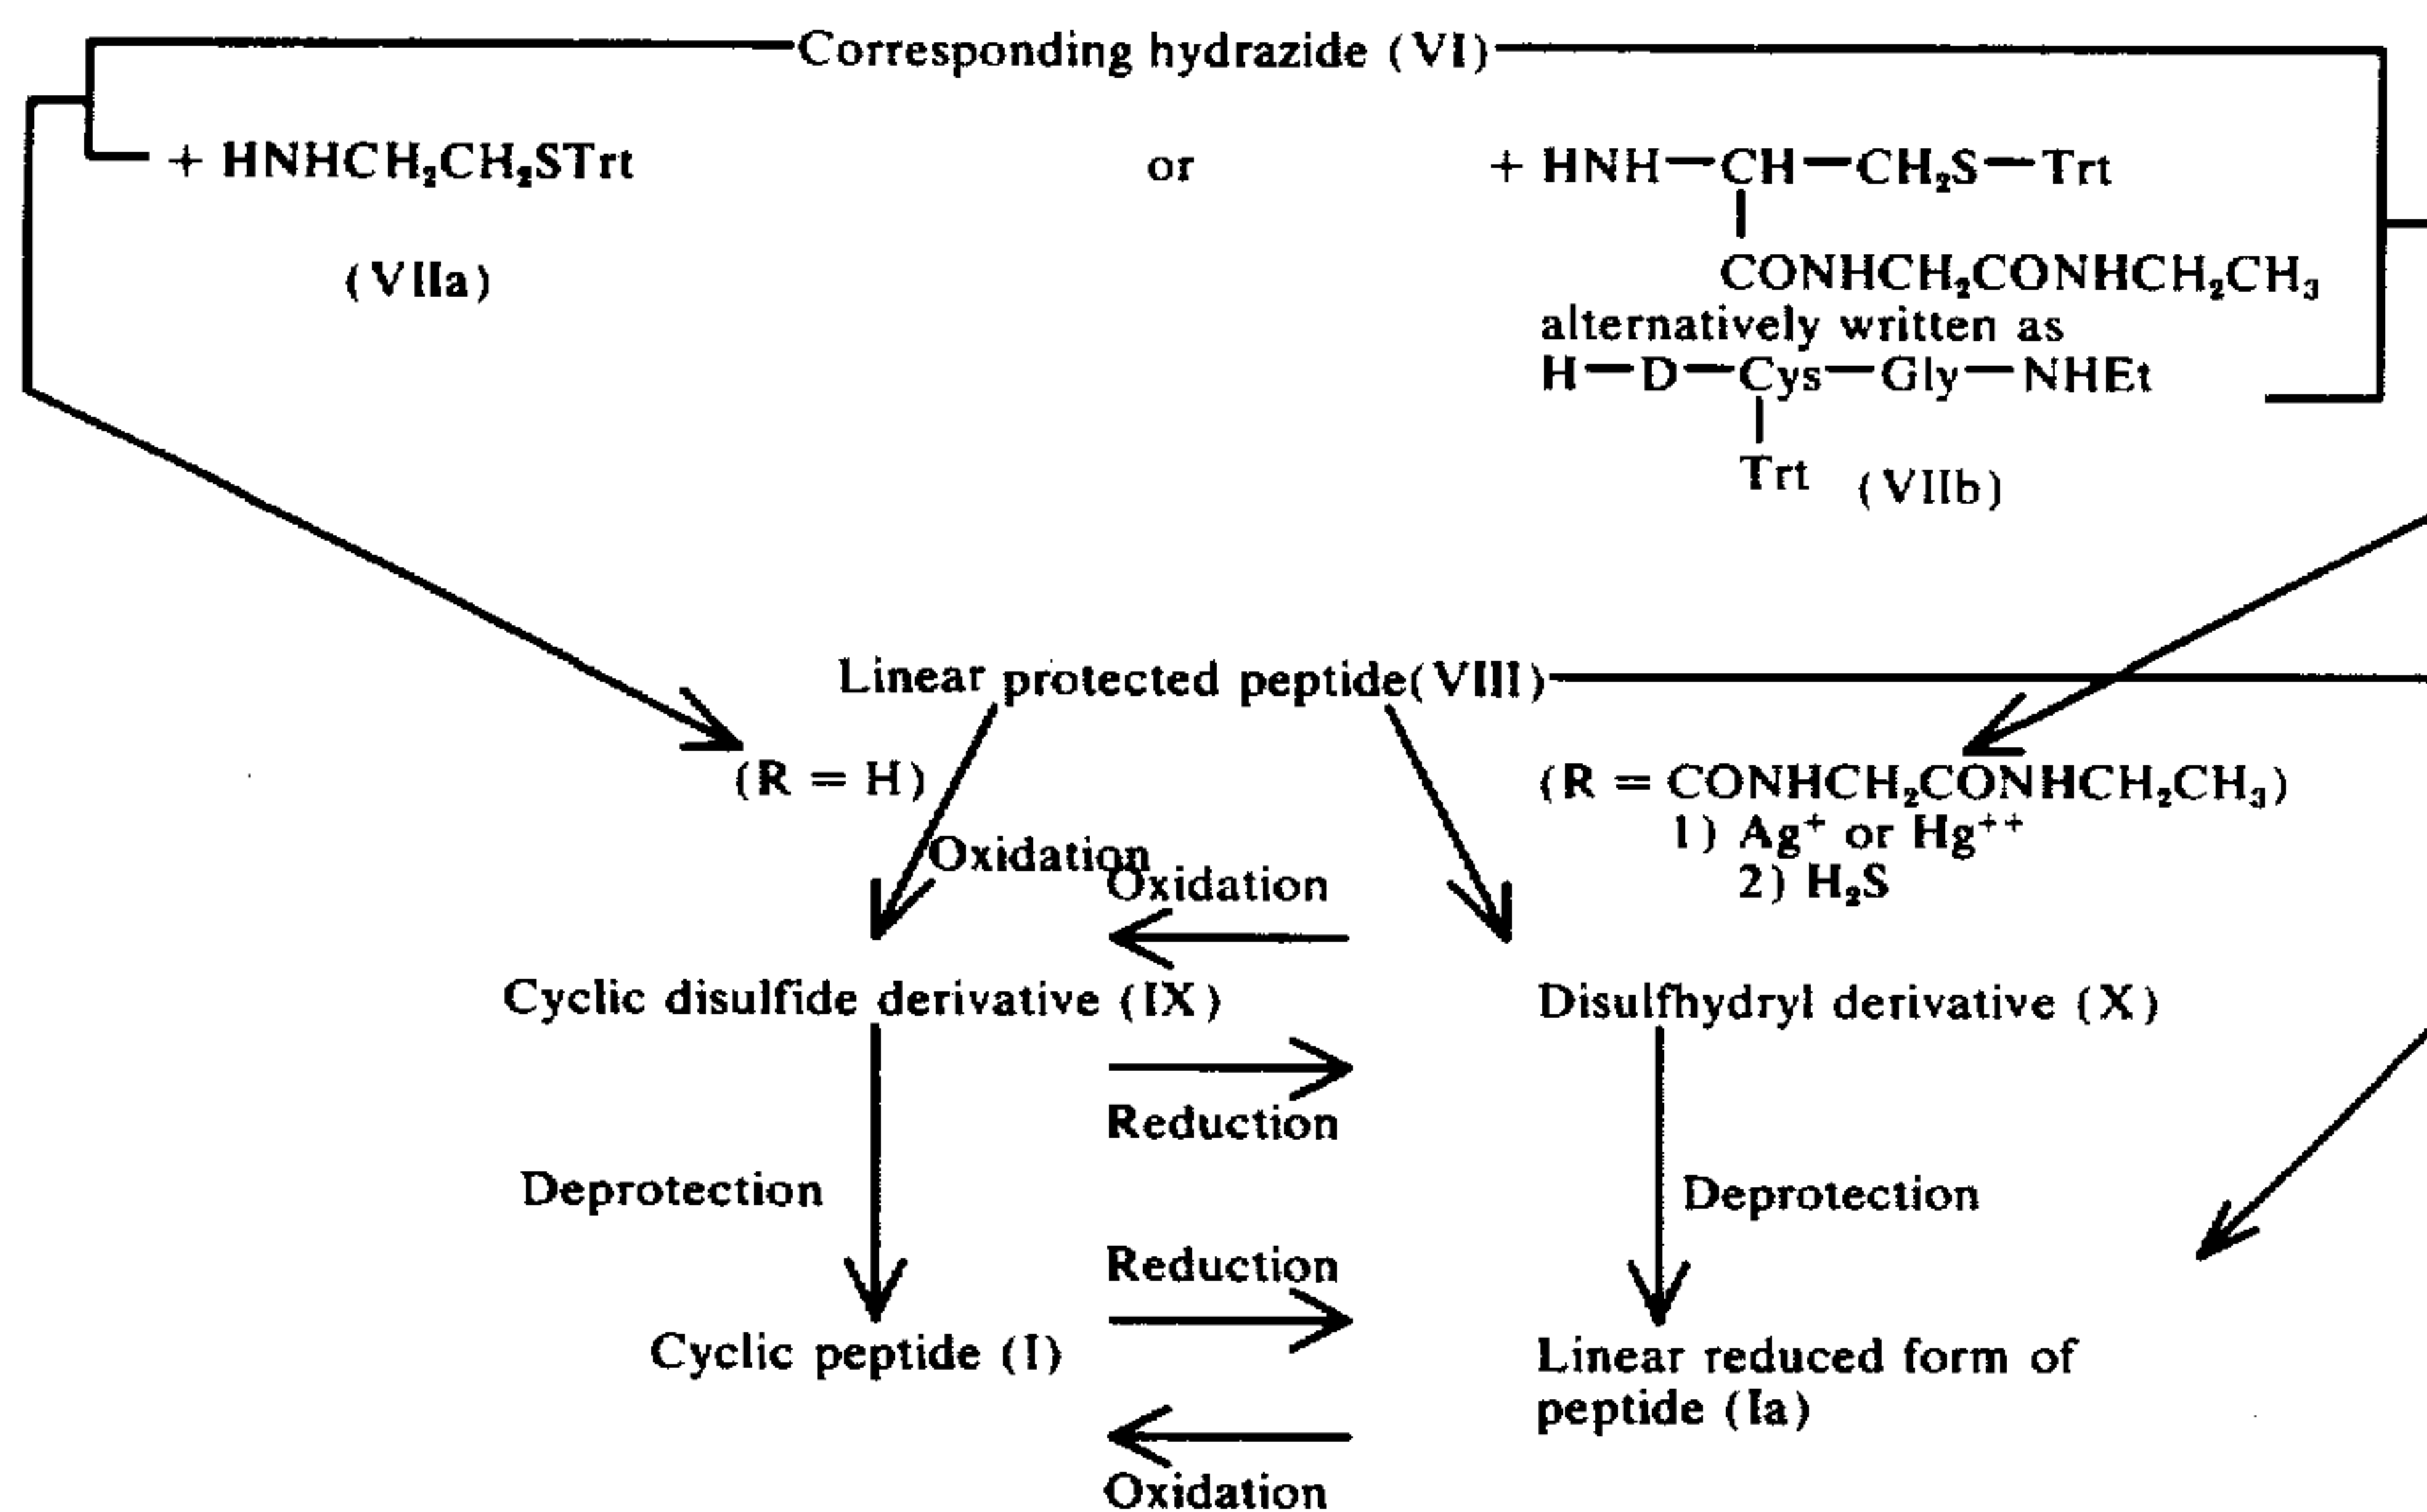 Corresponding hydrazide (VI)
+ HNHCH₂CH₂STrt or + HNH—CH—CH₂S—Trt
(VIIa)
CONHCH₂CONHCH₂CH₃
alternatively written as
H—D—Cys—Gly—NHEt
Trt (VIIb)
Linear protected peptide(VIII)
(R = H)
(R = CONHCH₂CONHCH₂CH₃)
1) Ag⁺ or Hg⁺⁺
2) H₂S
Oxidation
Oxidation
Cyclic disulfide derivative (IX)
Disulfhydryl derivative (X)
Reduction
Deprotection
Deprotection
Reduction
Cyclic peptide (I)
Linear reduced form of
peptide (Ia)
Oxidation